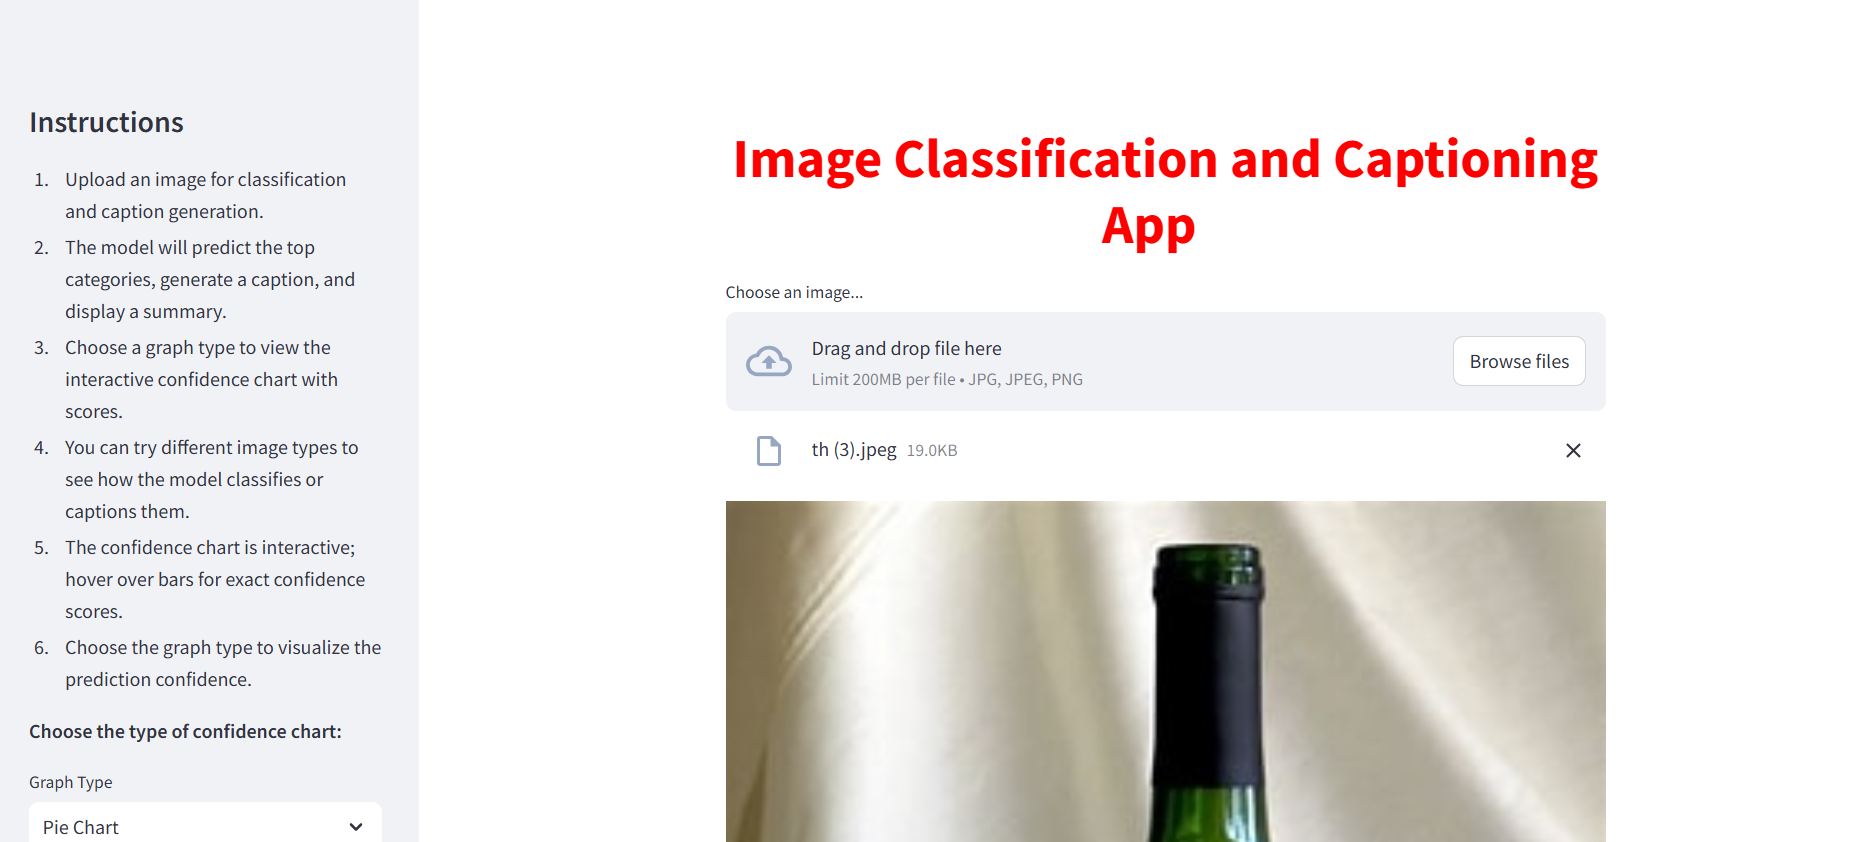 Instructions
1. Upload an image for classification
and caption generation.
2. The model will predict the top
categories, generate a caption, and
display a summary.
3. Choose a graph type to view the
interactive confidence chart with
scores.
4. You can try different image types to
see how the model classifies or
captions them.
5. The confidence chart is interactive;
hover over bars for exact confidence
scores.
6. Choose the graph type to visualize the
prediction confidence.
Choose the type of confidence chart:
Graph Type
Pie Chart
Image Classification and Captioning
App
Choose an image...
Drag and drop file here
Limit 200MB per file • JPG, JPEG, PNG
Browse files
th (3).jpeg 19.0KB